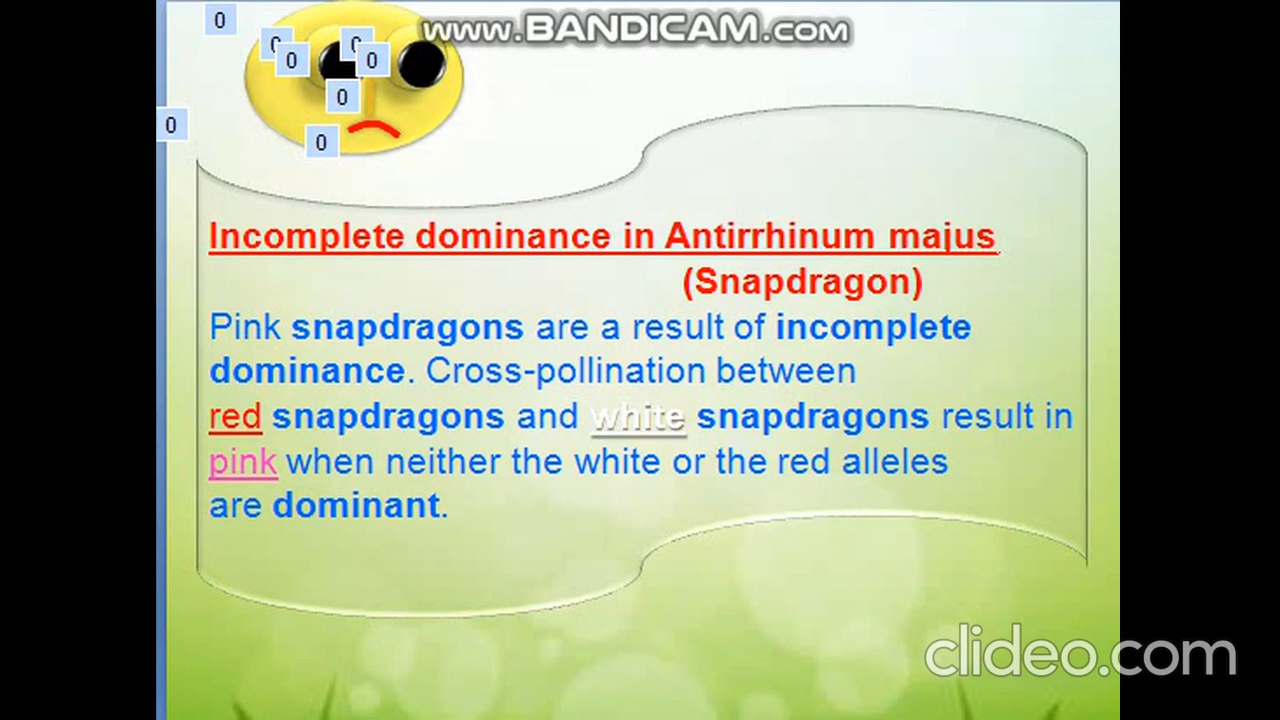 0
www.BANDICAM.com
0
0
0
0
0
0
0
Incomplete dominance in Antirrhinum majus
(Snapdragon)
Pink snapdragons are a result of incomplete
dominance. Cross-pollination between
red snapdragons and white snapdragons result in
pink when neither the white or the red alleles
are dominant.
clideo.com